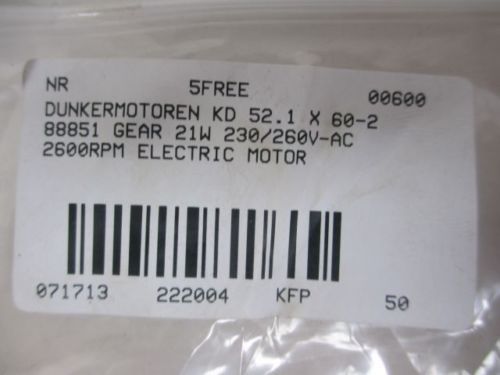 NR 5FREE 00600
DUNKERMOTOREN KD 52.1 X 60-2
88851 GEAR 21W 230/260V-AC
2600RPM ELECTRIC MOTOR
071713 222004 KFP 50